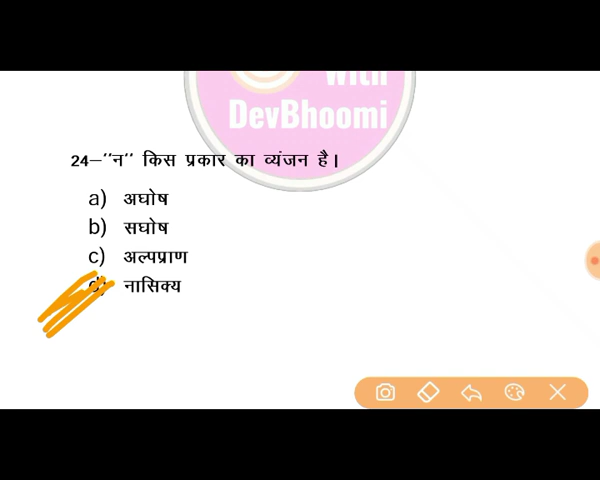 With
DevBhoomi
24–"न" किस प्रकार का व्यंजन है।
a) अघोष
b) सघोष
c) अल्पप्राण
d) नासिक्य